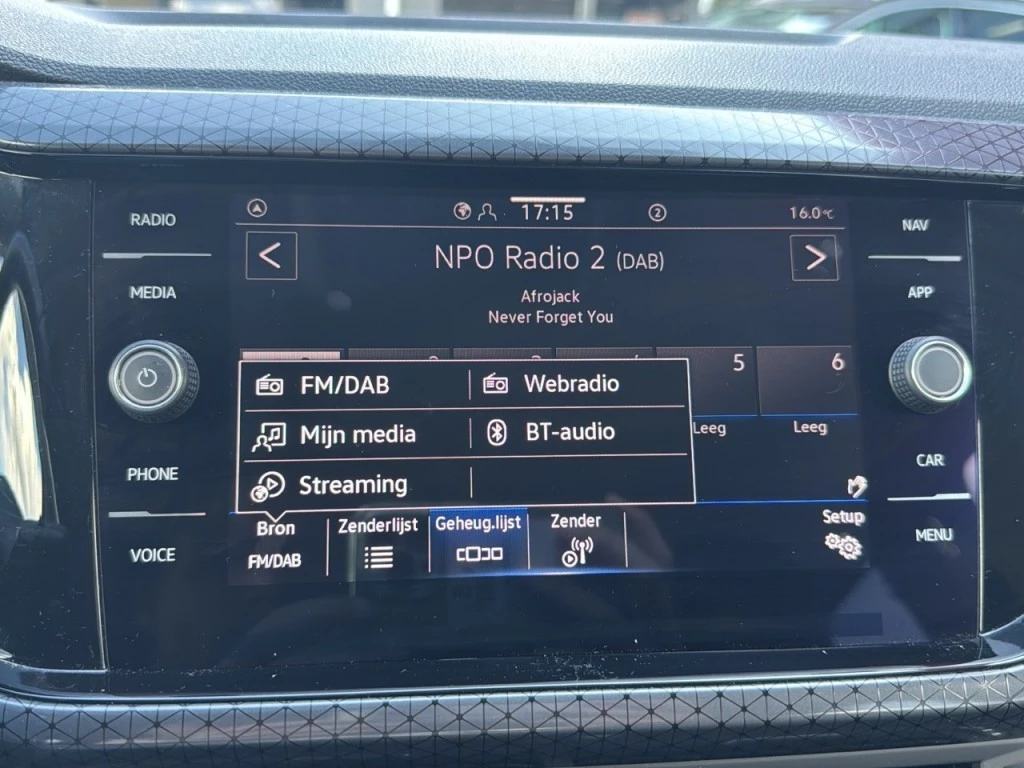 RADIO
MEDIA
PHONE
VOICE
17:15
2
16.0°C
NPO Radio 2 (DAB)
Afrojack
Never Forget You
5
6
Leeg
Leeg
FM/DAB
Webradio
Mijn media
BT-audio
Streaming
Bron
FM/DAB
Zenderlijst
Geheug.lijst
Zender
Setup
NAV
APP
CAR
MENU